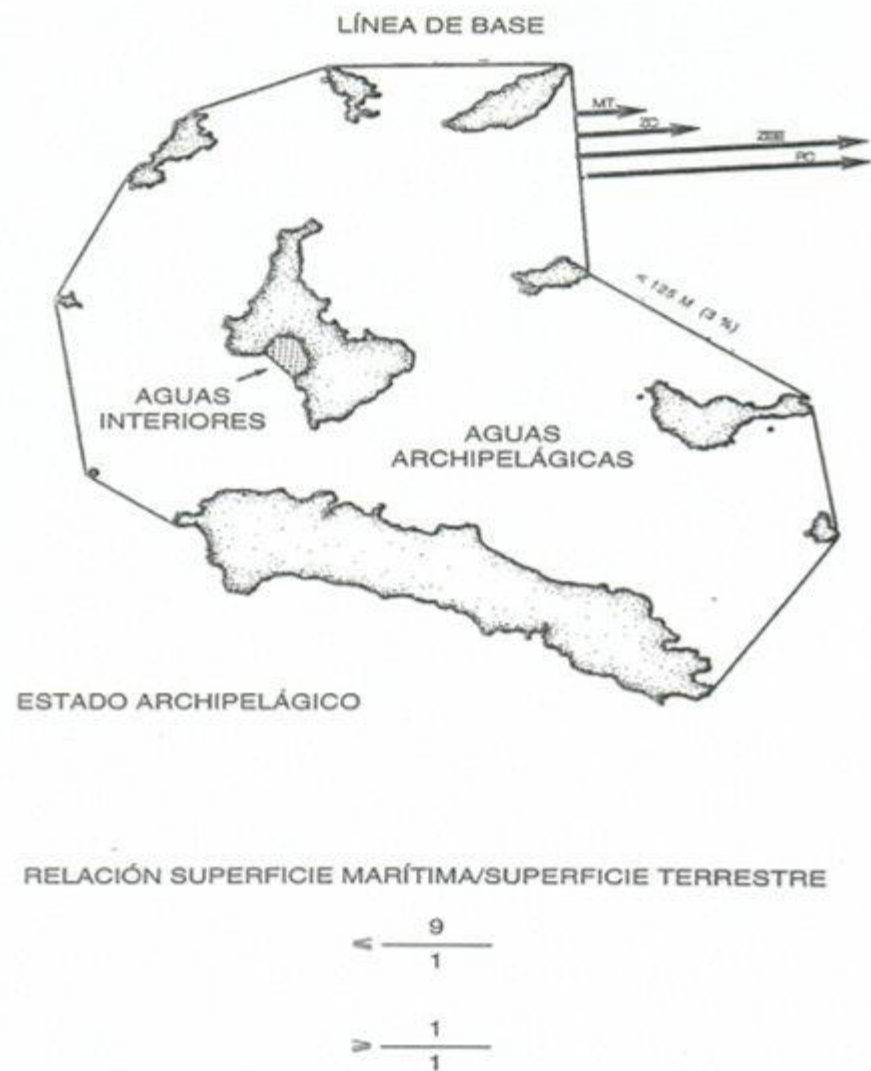 LÍNEA DE BASE
MT.
ZC
ZEE
PC
< 125 M (3 %)
AGUAS
INTERIORES
AGUAS
ARCHIPELÁGICAS
ESTADO ARCHIPELÁGICO
RELACIÓN SUPERFICIE MARÍTIMA/SUPERFICIE TERRESTRE
≤ 9
1
≥ 1
1